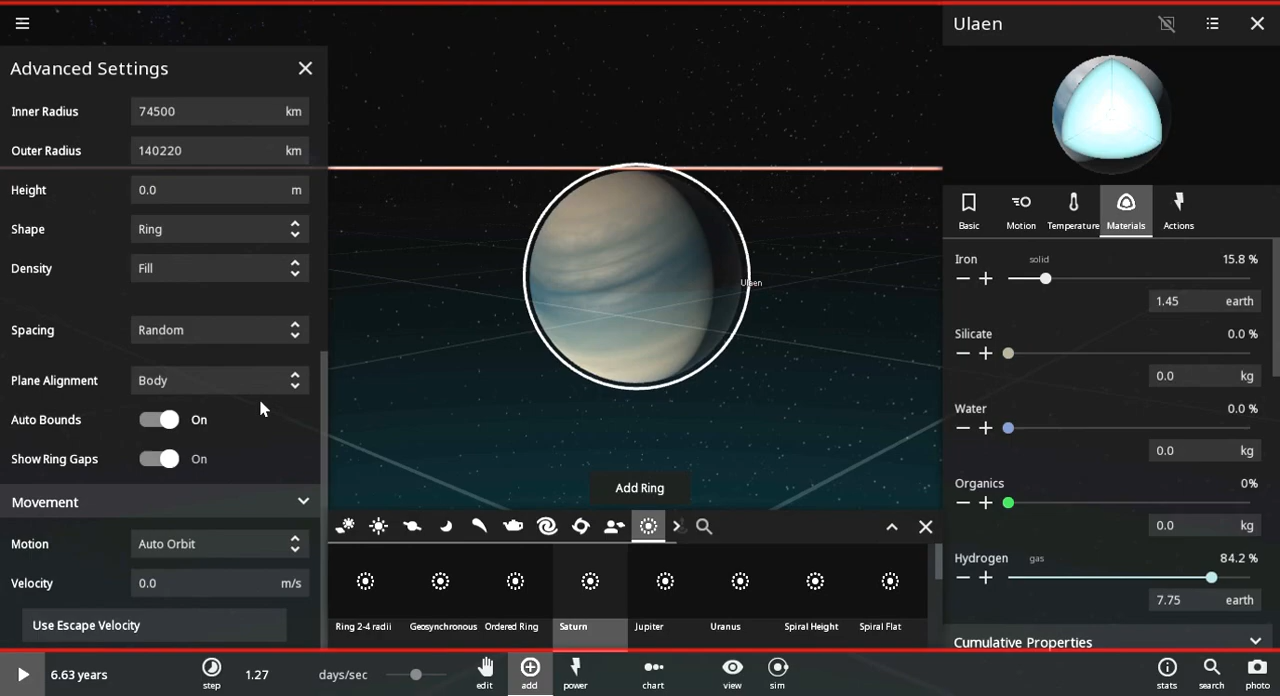 Ulaen
Advanced Settings
Inner Radius 74500 km
Outer Radius 140220 km
Height 0.0 m
Shape Ring
Density Fill
Spacing Random
Plane Alignment Body
Auto Bounds On
Show Ring Gaps On
Movement
Motion Auto Orbit
Velocity 0.0 m/s
Use Escape Velocity
Ulaen
Add Ring
Ring 2-4 radii Geosynchronous Ordered Ring Saturn Jupiter Uranus Spiral Height Spiral Flat
Basic Motion Temperature Materials Actions
Iron solid 15.8 %
1.45 earth
Silicate 0.0 %
0.0 kg
Water 0.0 %
0.0 kg
Organics 0%
0.0 kg
Hydrogen gas 84.2 %
7.75 earth
Cumulative Properties
6.63 years step 1.27 days/sec edit add power chart view sim stats search photo